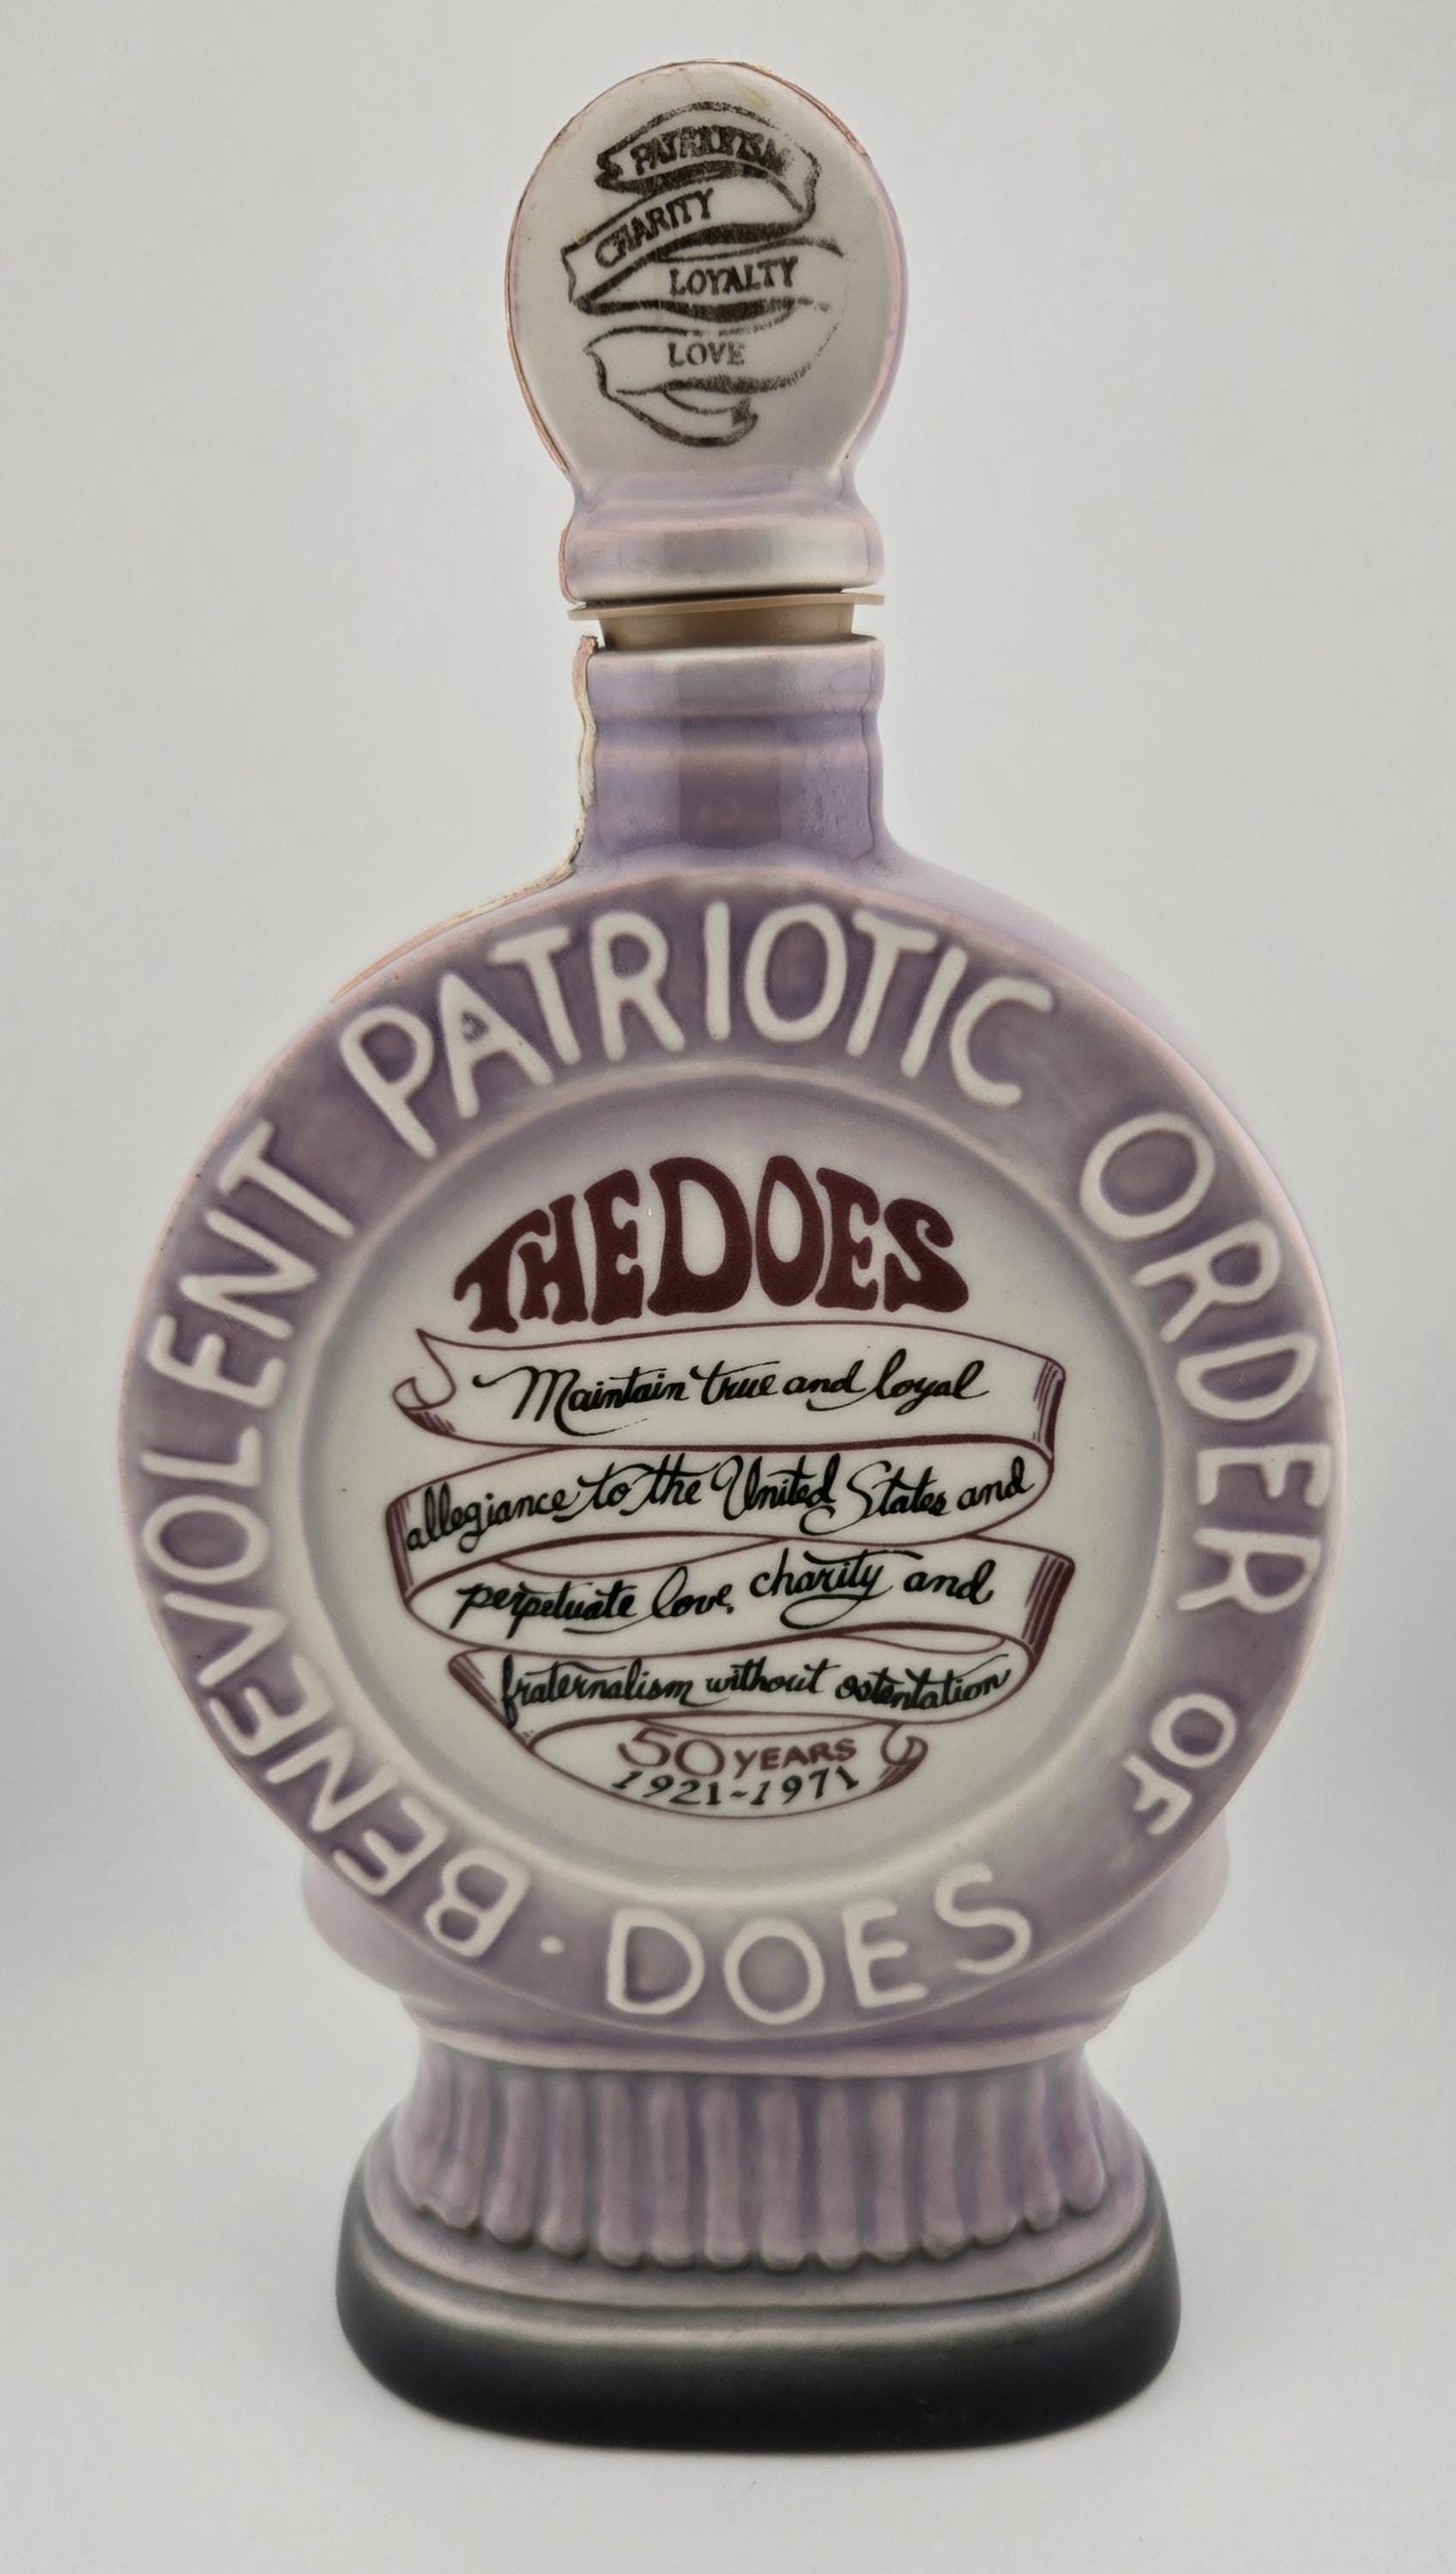 PATRIOTISM
CHARITY
LOYALTY
LOVE
BENEVOLENT PATRIOTIC ORDER OF DOES ·
THE DOES
Maintain true and loyal
allegiance to the United States and
perpetuate love, charity and
fraternalism without ostentation
50 YEARS
1921-1971